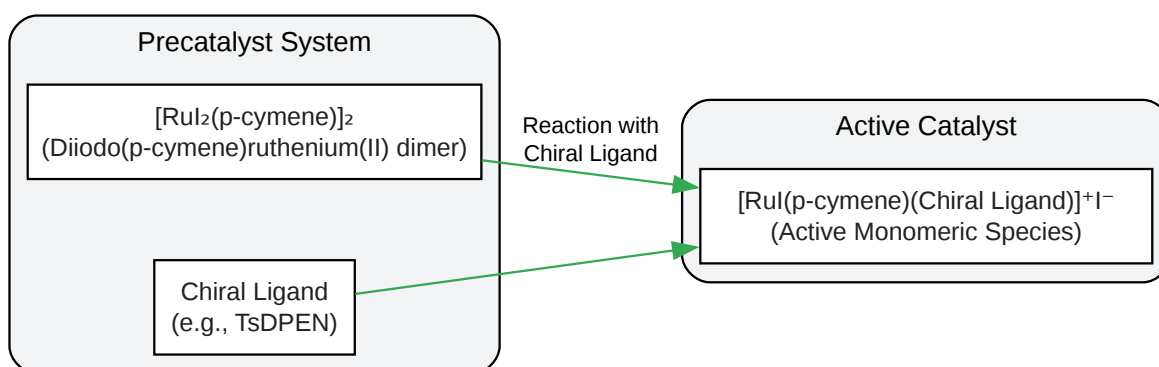 Precatalyst System
[RuI₂(p-cymene)]₂
(Diiodo(p-cymene)ruthenium(II) dimer)
Chiral Ligand
(e.g., TsDPEN)
Reaction with
Chiral Ligand
Active Catalyst
[RuI(p-cymene)(Chiral Ligand)]⁺I⁻
(Active Monomeric Species)